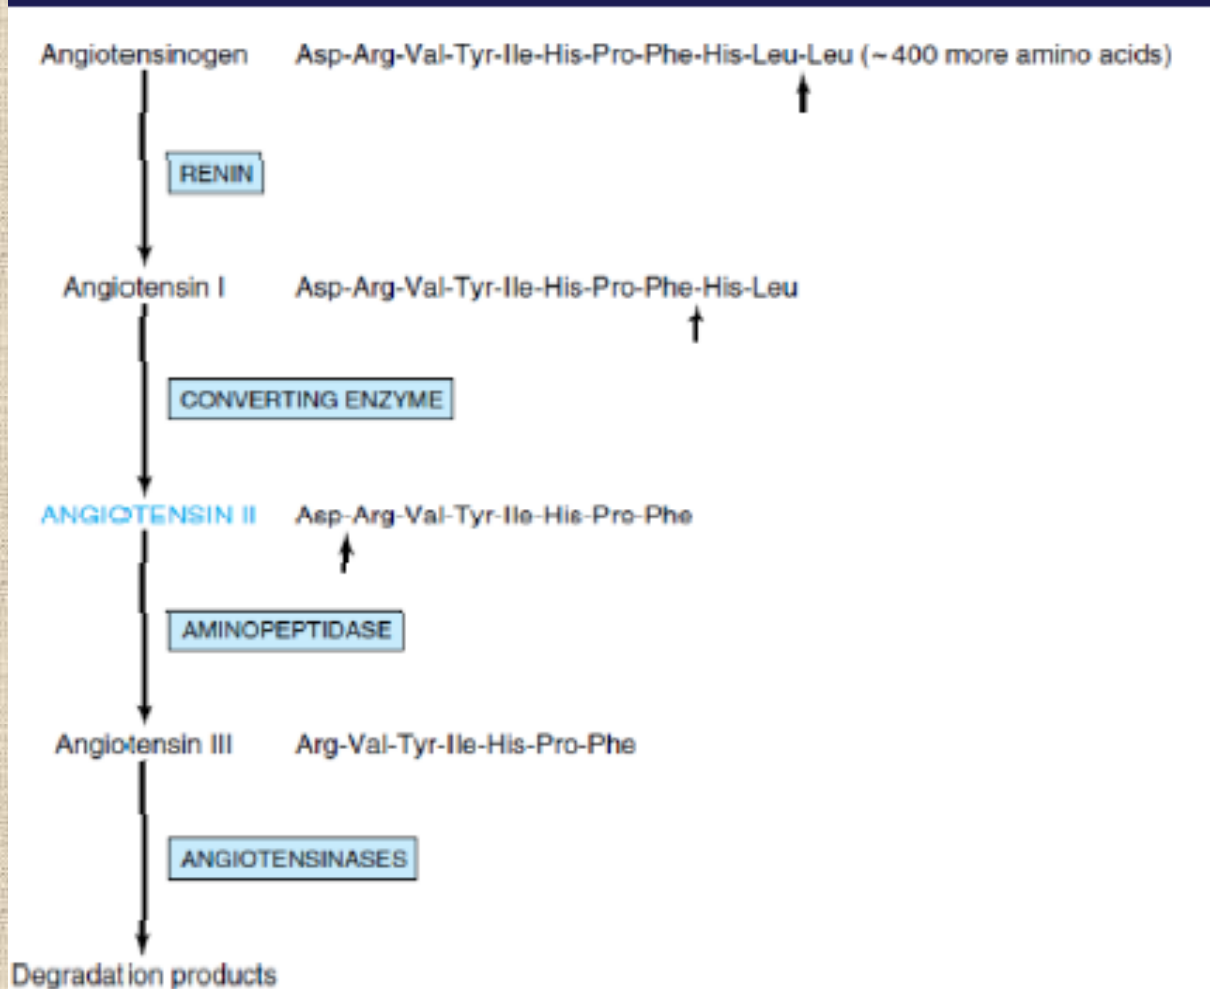 Angiotensinogen Asp-Arg-Val-Tyr-Ile-His-Pro-Phe-His-Leu-Leu (~400 more amino acids)
RENIN
Angiotensin I Asp-Arg-Val-Tyr-Ile-His-Pro-Phe-His-Leu
CONVERTING ENZYME
ANGIOTENSIN II Asp-Arg-Val-Tyr-Ile-His-Pro-Phe
AMINOPEPTIDASE
Angiotensin III Arg-Val-Tyr-Ile-His-Pro-Phe
ANGIOTENSINASES
Degradation products